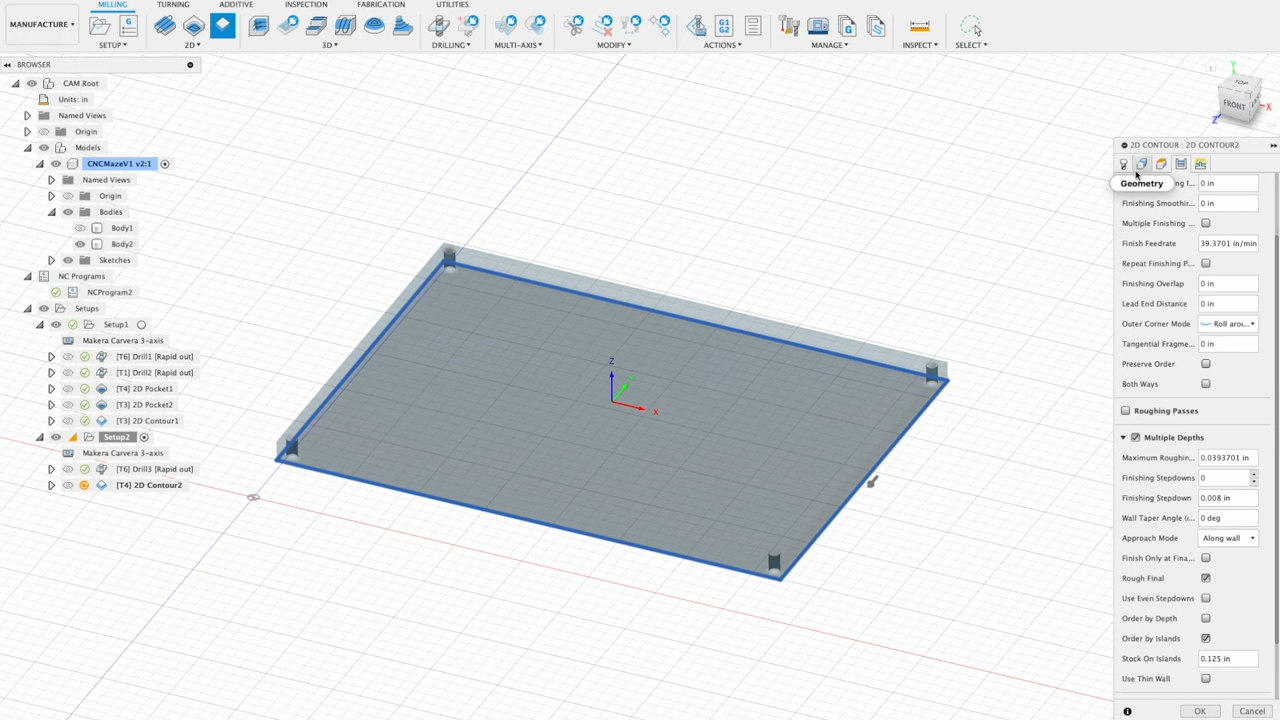 MILLING TURNING ADDITIVE INSPECTION FABRICATION UTILITIES
MANUFACTURE
SETUP 2D 3D DRILLING MULTI-AXIS MODIFY ACTIONS MANAGE INSPECT SELECT
G1
G2
BROWSER
CAM Root
Units: in
Named Views
Origin
Models
CNCMazeV1 v2:1
Named Views
Origin
Bodies
Body1
Body2
Sketches
NC Programs
NCProgram2
Setups
Setup1
Makera Carvera 3-axis
[T6] Drill1 [Rapid out]
[T1] Drill2 [Rapid out]
[T4] 2D Pocket1
[T3] 2D Pocket2
[T3] 2D Contour1
Setup2
Makera Carvera 3-axis
[T6] Drill3 [Rapid out]
[T4] 2D Contour2
Z
X
Y
TOP
FRONT
X
Z
2D CONTOUR : 2D CONTOUR2
Geometry
ng l... 0 in
Finishing Smoothin... 0 in
Multiple Finishing ...
Finish Feedrate 39.3701 in/min
Repeat Finishing P...
Finishing Overlap 0 in
Lead End Distance 0 in
Outer Corner Mode Roll arou...
Tangential Fragme... 0 in
Preserve Order
Both Ways
Roughing Passes
Multiple Depths
Maximum Roughin... 0.0393701 in
Finishing Stepdowns 0
Finishing Stepdown 0.008 in
Wall Taper Angle (... 0 deg
Approach Mode Along wall
Finish Only at Fina...
Rough Final
Use Even Stepdowns
Order by Depth
Order by Islands
Stock On Islands 0.125 in
Use Thin Wall
OK Cancel